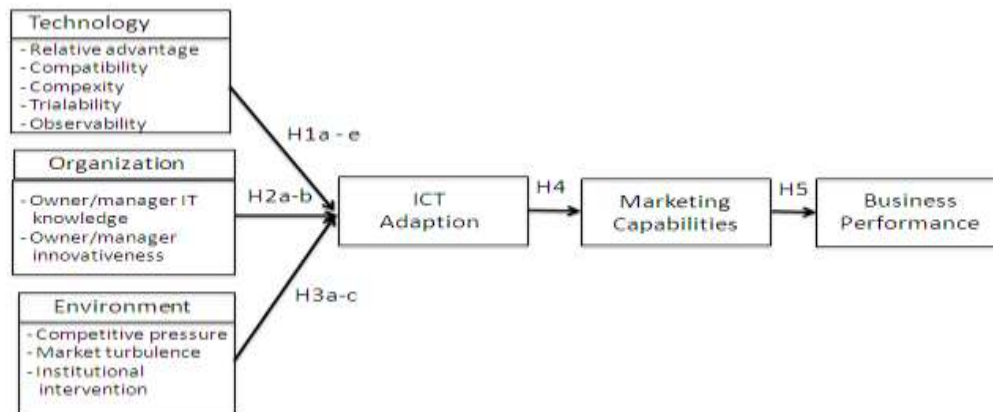 Technology
- Relative advantage
- Compatibility
- Compexity
- Trialability
- Observability
H1a - e
Organization
- Owner/manager IT
knowledge
- Owner/manager
innovativeness
H2a-b
Environment
- Competitive pressure
- Market turbulence
- Institutional
intervention
H3a-c
ICT
Adaption
H4
Marketing
Capabilities
H5
Business
Performance